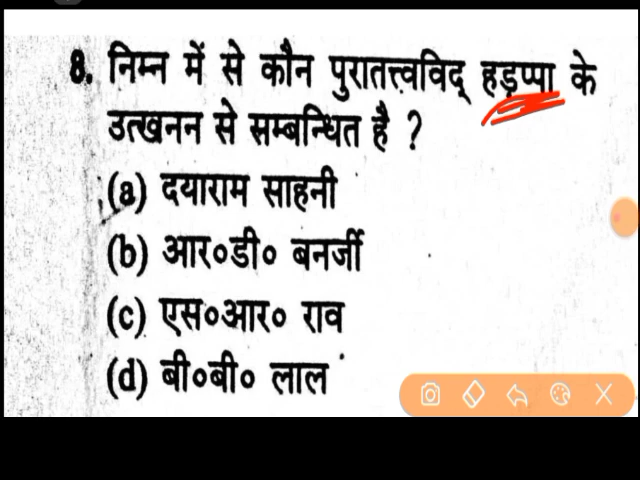 8. निम्न में से कौन पुरातत्त्वविद् हड़प्पा के
उत्खनन से सम्बन्धित है ?
(a) दयाराम साहनी
(b) आर०डी० बनर्जी
(c) एस०आर० राव
(d) बी०बी० लाल